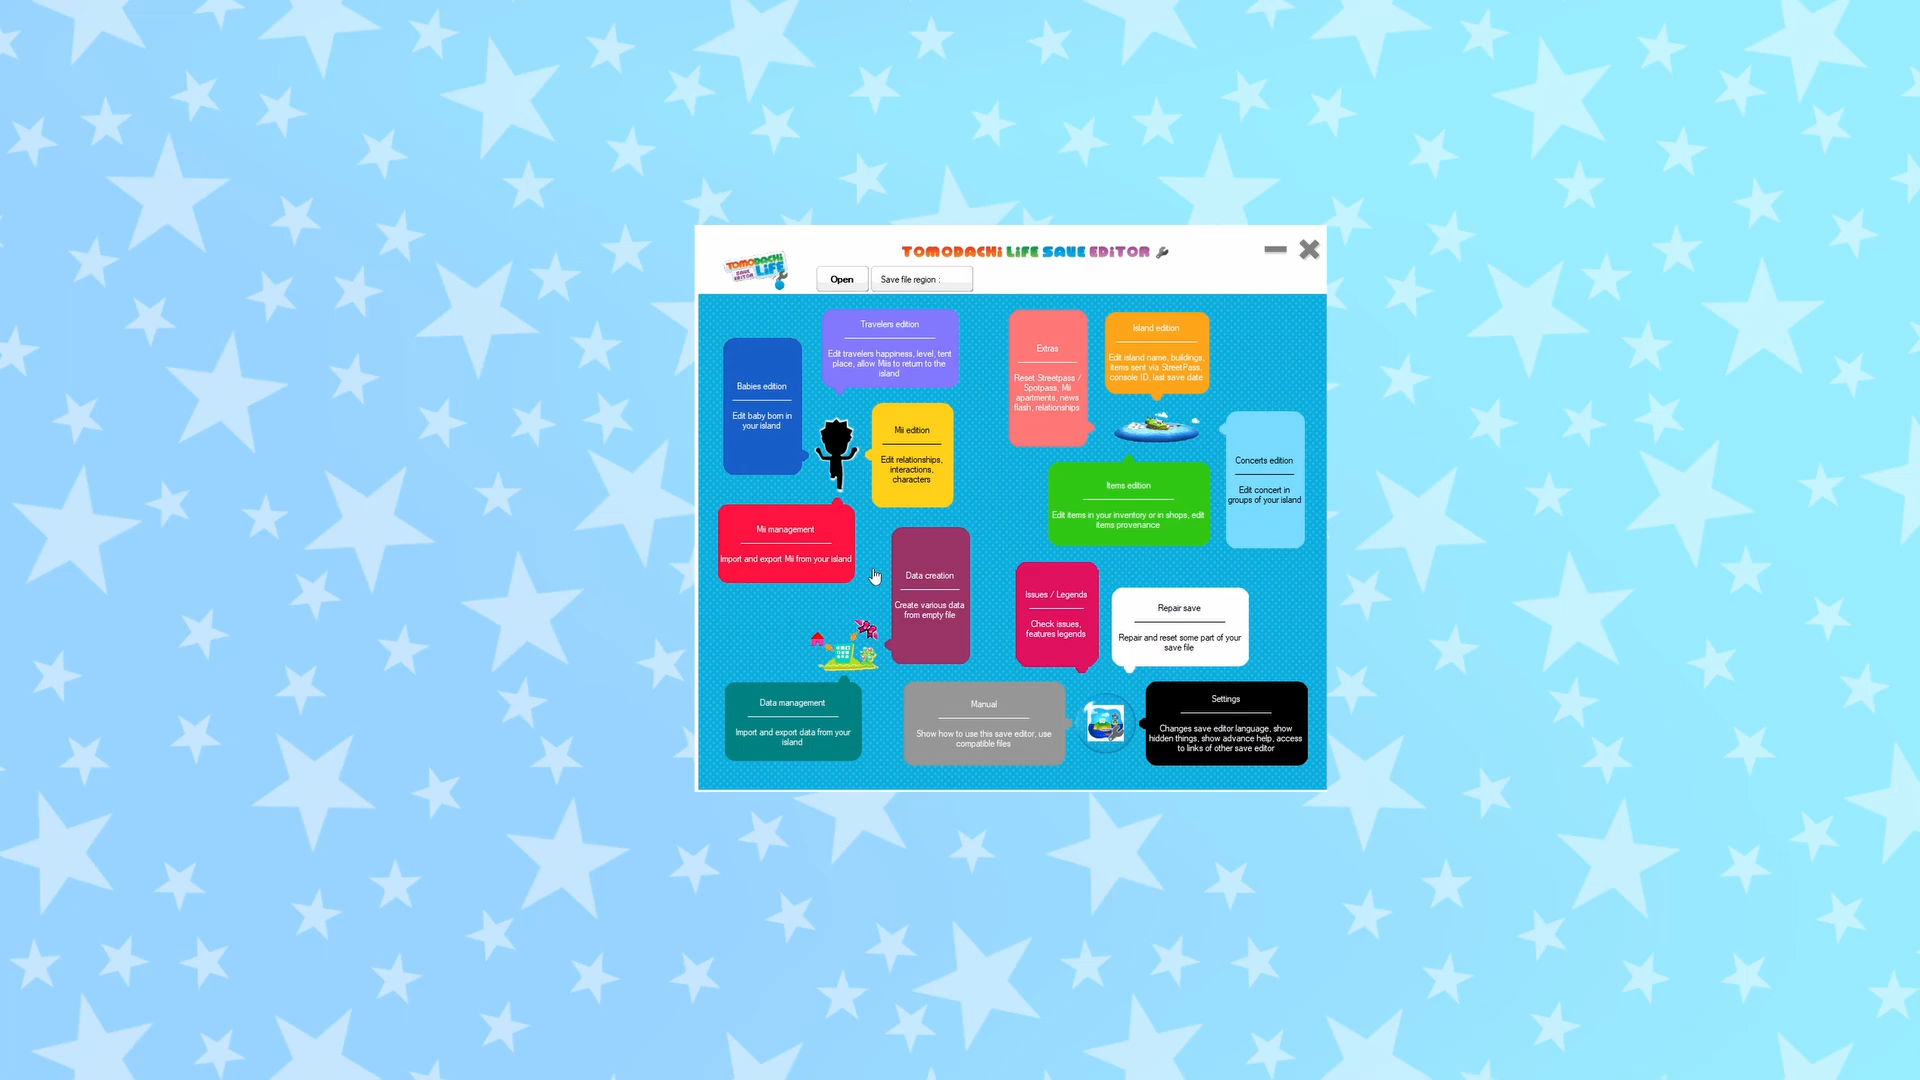 TOMODACHi LiFE SAVE EDiTOR
TOMODACHI
LiFE
SAVE
EDITOR
Open
Save file region :
Travelers edition
Edit travelers happiness, level, tent
place, allow Miis to return to the
island
Babies edition
Edit baby born in
your island
Mii edition
Edit relationships,
interactions,
characters
Mii management
Import and export Mii from your island
Data creation
Create various data
from empty file
Data management
Import and export data from your
island
Extras
Reset Streetpass /
Spotpass, Mii
apartments, news
flash, relationships
Island edition
Edit island name, buildings,
items sent via StreetPass,
console ID, last save date
Items edition
Edit items in your inventory or in shops, edit
items provenance
Concerts edition
Edit concert in
groups of your island
Issues / Legends
Check issues,
features legends
Repair save
Repair and reset some part of your
save file
Manual
Show how to use this save editor, use
compatible files
Settings
Changes save editor language, show
hidden things, show advance help, access
to links of other save editor